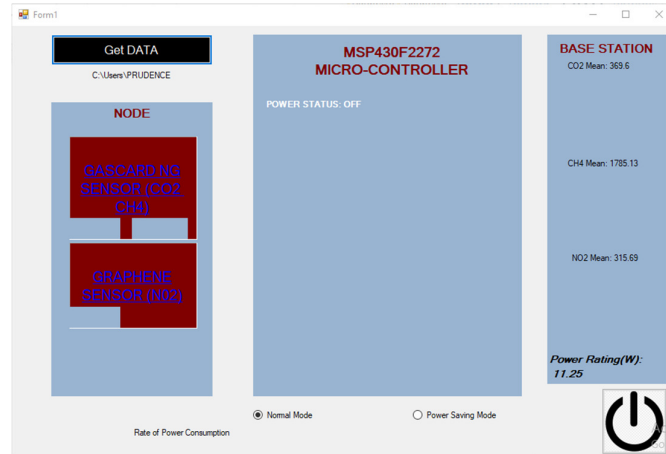 Form1
Get DATA
C:\Users\PRUDENCE
NODE
GASCARD NG
SENSOR (CO2
CH4)
GRAPHENE
SENSOR (N02)
MSP430F2272
MICRO-CONTROLLER
POWER STATUS: OFF
BASE STATION
CO2 Mean: 369.6
CH4 Mean: 1785.13
NO2 Mean: 315.69
Power Rating(W):
11.25
Normal Mode
Power Saving Mode
Rate of Power Consumption